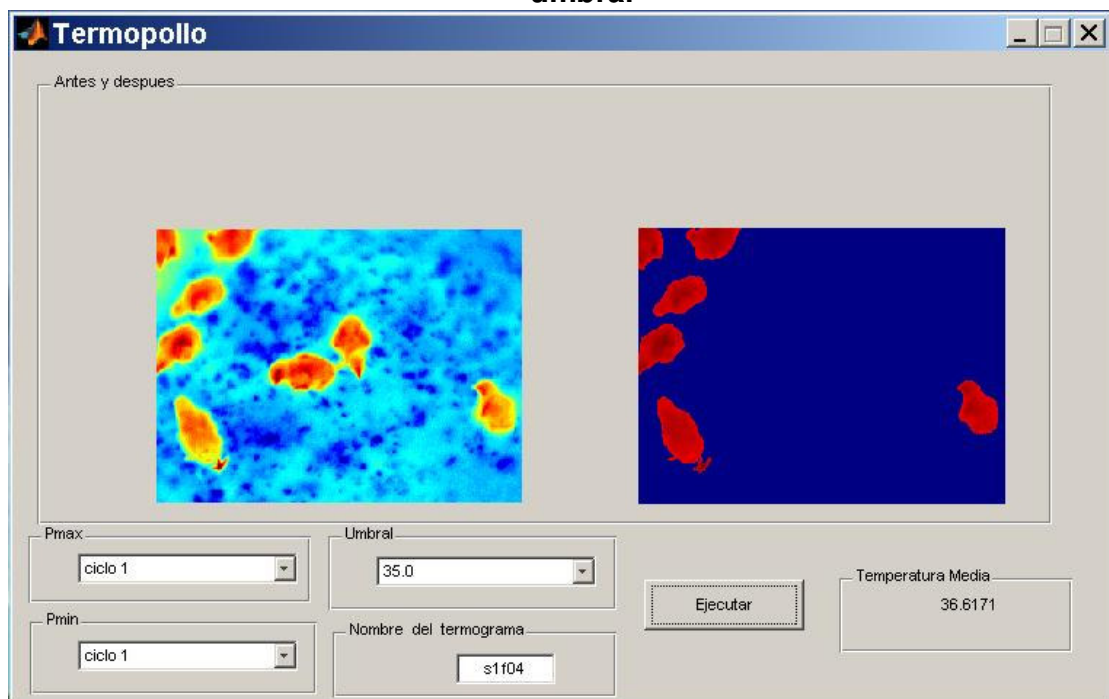 umbral
Termopollo
Antes y despues
Pmax
ciclo 1
Umbral
35.0
Ejecutar
Temperatura Media
36.6171
Pmin
ciclo 1
Nombre del termograma
s1f04